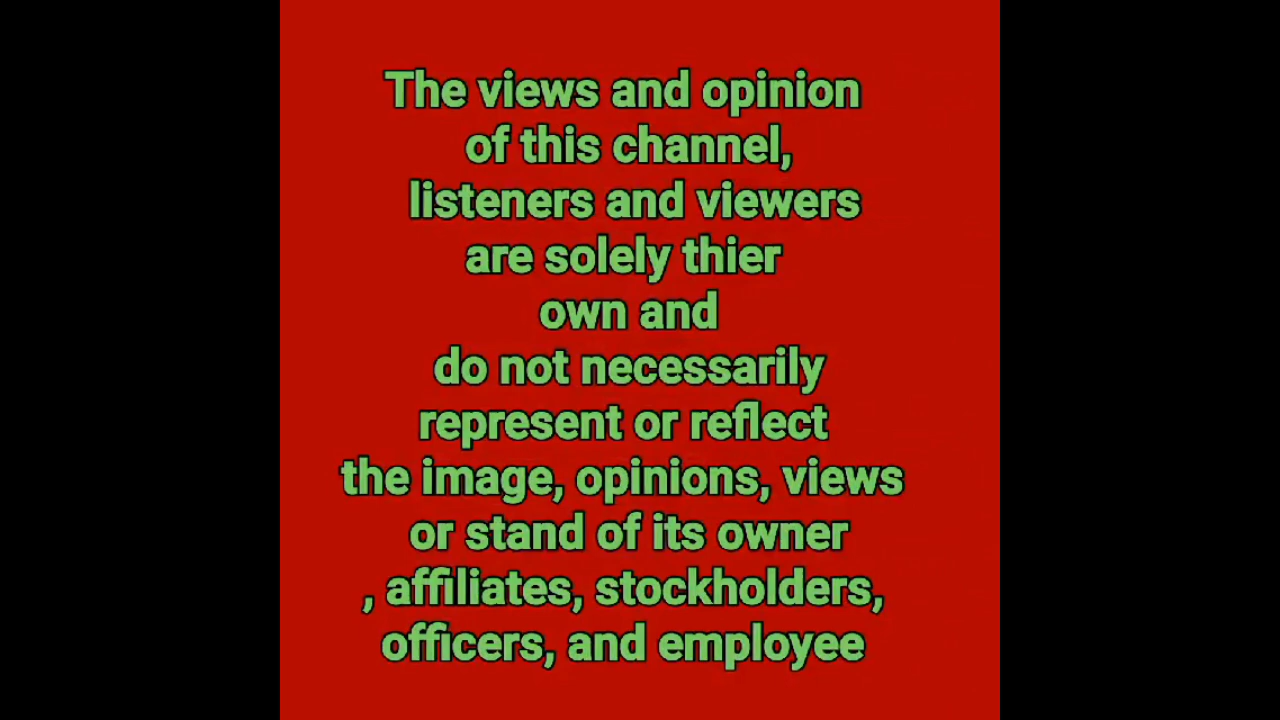 The views and opinion
of this channel,
listeners and viewers
are solely thier
own and
do not necessarily
represent or reflect
the image, opinions, views
or stand of its owner
, affiliates, stockholders,
officers, and employee